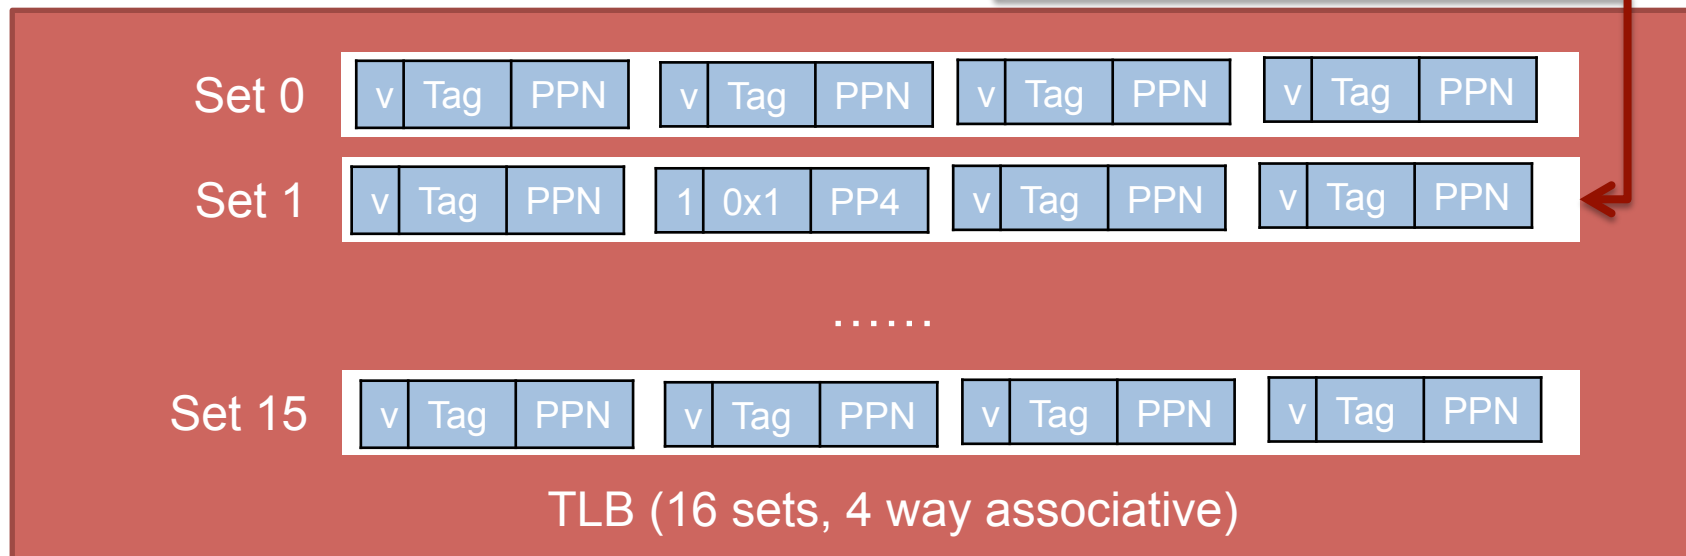 Set 0 v Tag PPN v Tag PPN v Tag PPN v Tag PPN
Set 1 v Tag PPN 1 0x1 PP4 v Tag PPN v Tag PPN
......
Set 15 v Tag PPN v Tag PPN v Tag PPN v Tag PPN
TLB (16 sets, 4 way associative)